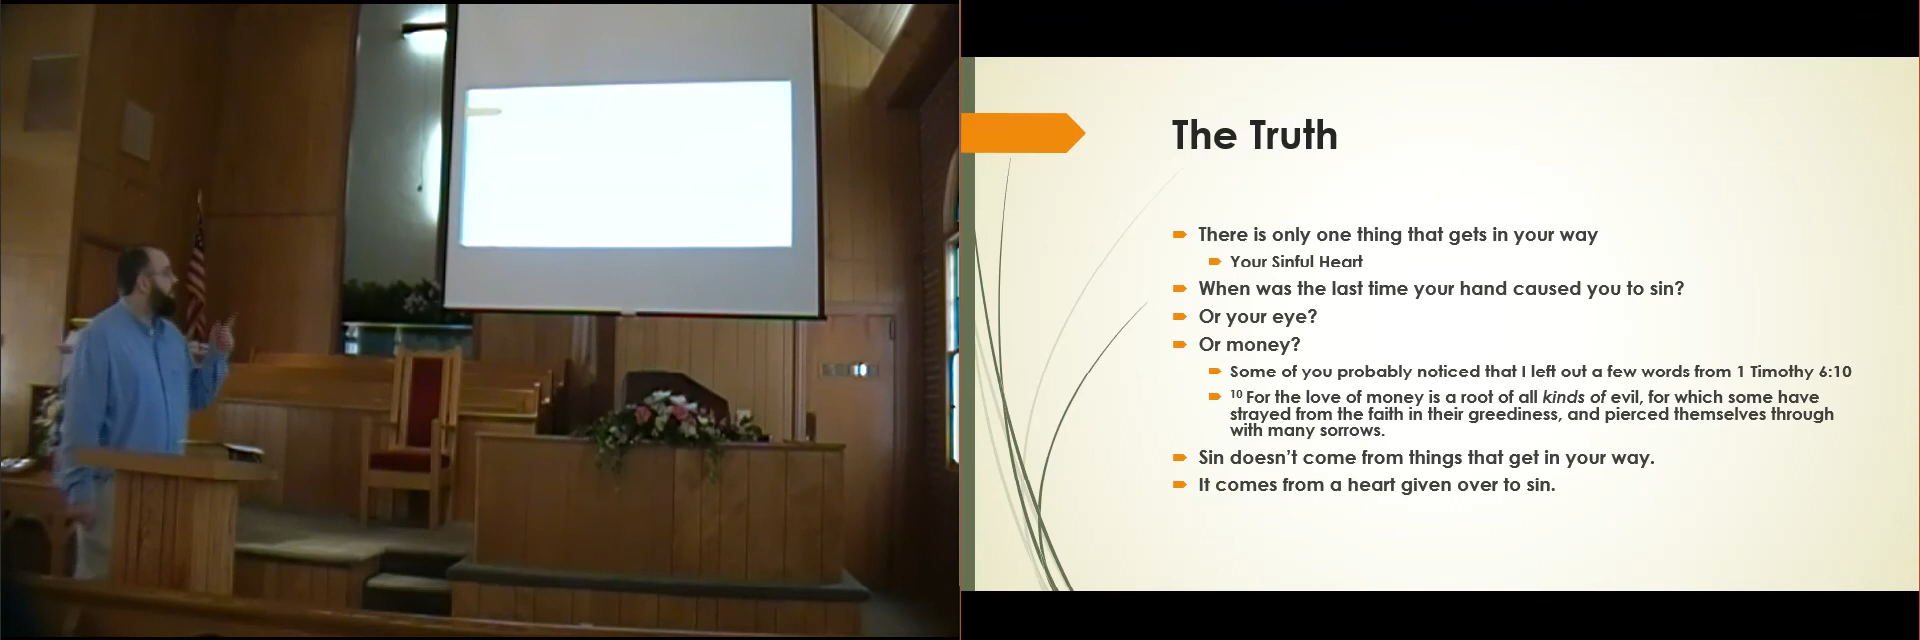 The Truth
There is only one thing that gets in your way
Your Sinful Heart
When was the last time your hand caused you to sin?
Or your eye?
Or money?
Some of you probably noticed that I left out a few words from 1 Timothy 6:10
10 For the love of money is a root of all kinds of evil, for which some have
strayed from the faith in their greediness, and pierced themselves through
with many sorrows.
Sin doesn't come from things that get in your way.
It comes from a heart given over to sin.